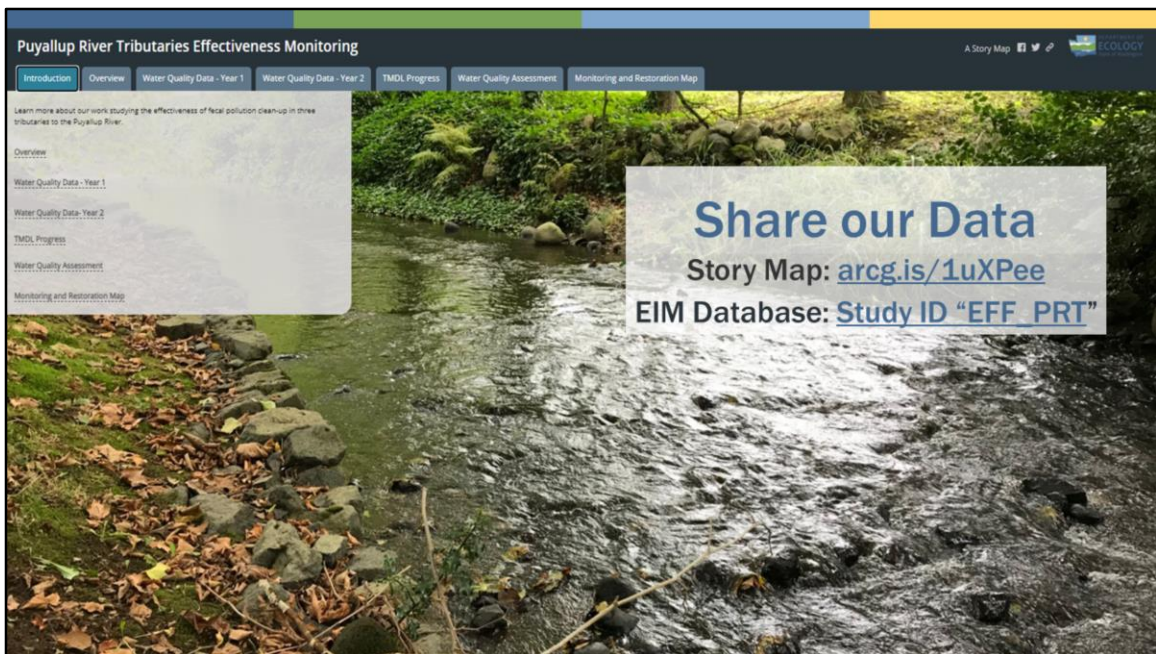 Puyallup River Tributaries Effectiveness Monitoring
A Story Map
ECOLOGY
Introduction
Overview
Water Quality Data - Year 1
Water Quality Data - Year 2
TMDL Progress
Water Quality Assessment
Monitoring and Restoration Map
Learn more about our work studying the effectiveness of fecal pollution clean-up in three
tributaries to the Puyallup River.
Overview
Water Quality Data - Year 1
Water Quality Data- Year 2
TMDL Progress
Water Quality Assessment
Monitoring and Restoration Map
Share our Data
Story Map: arcg.is/1uXPee
EIM Database: Study ID “EFF_PRT”